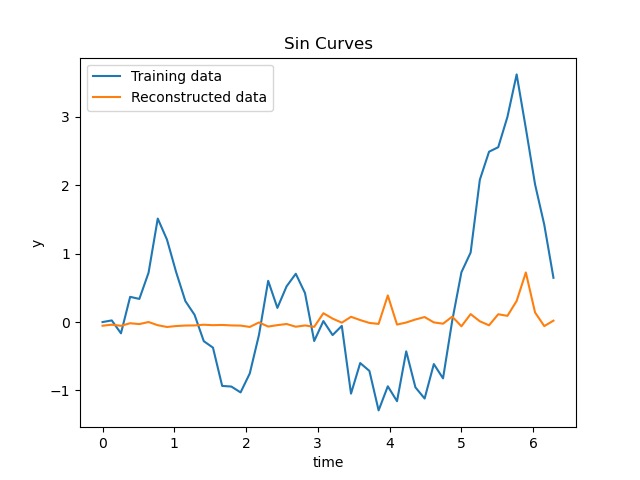 Sin Curves
Training data
Reconstructed data
3
2
1
0
−1
y
0
1
2
3
4
5
6
time